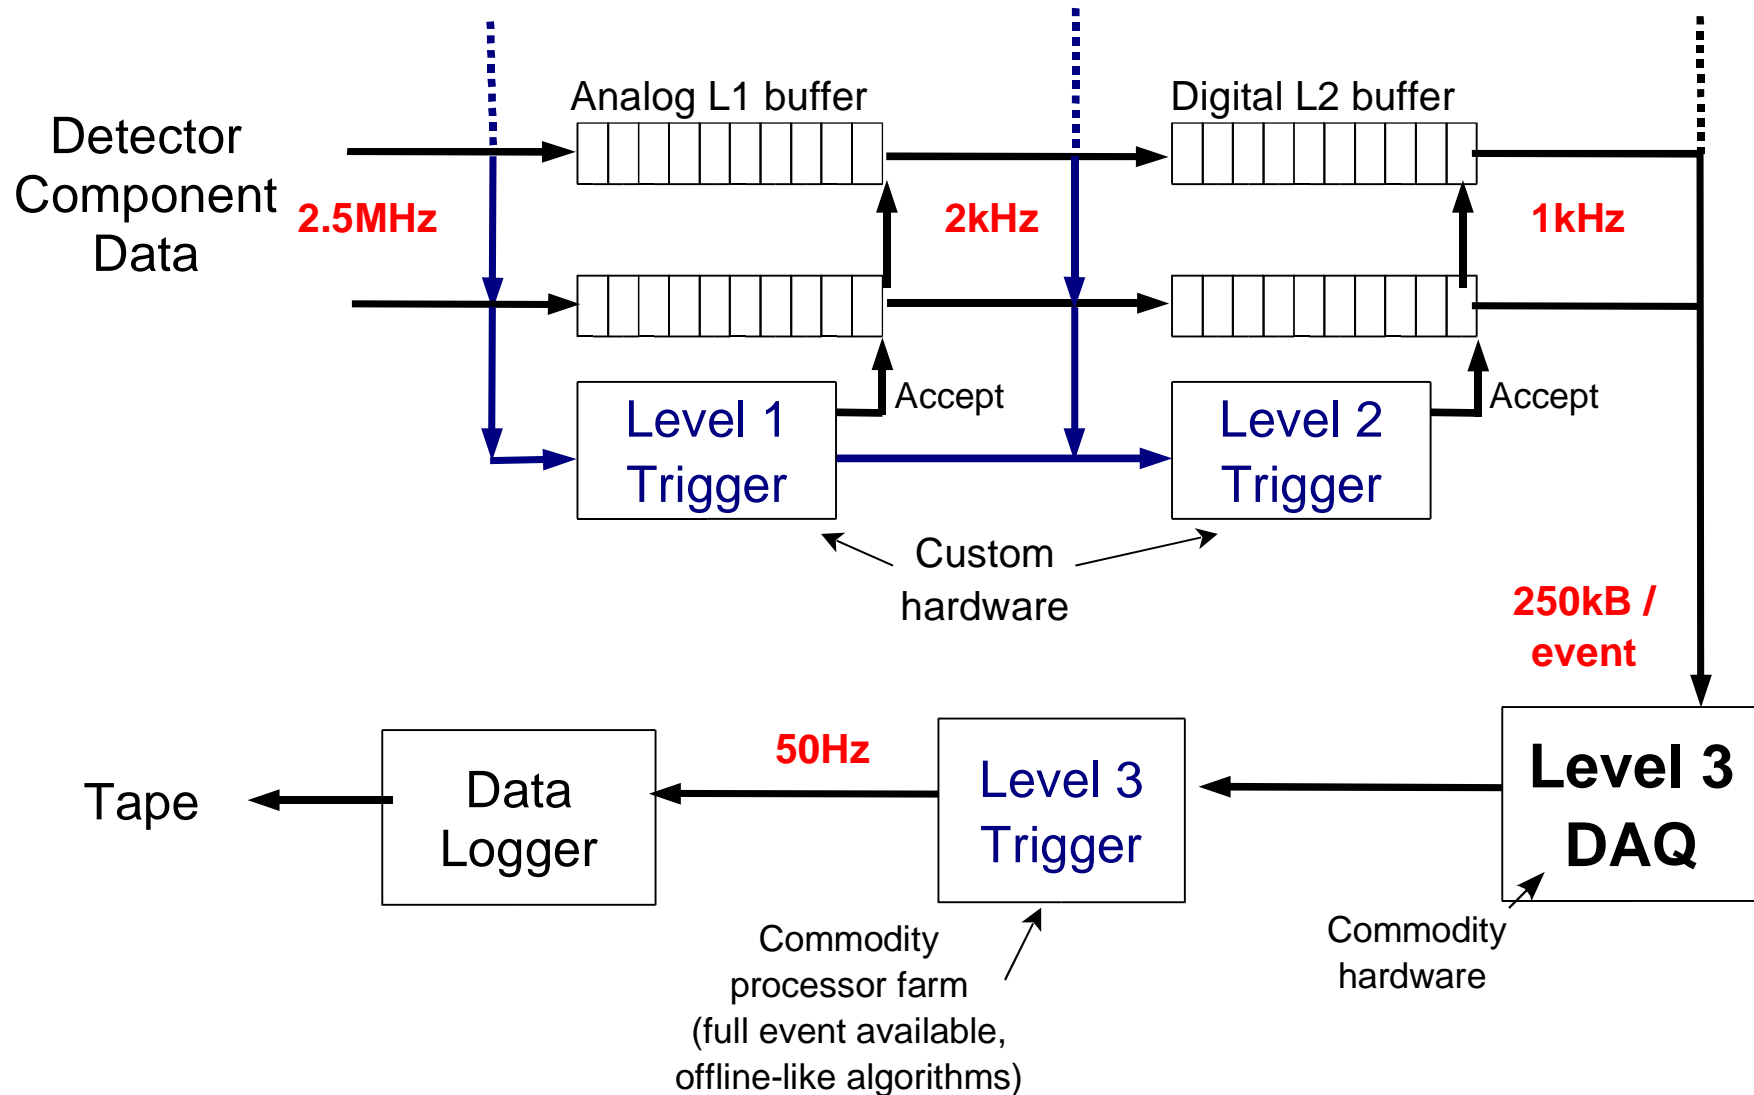 Analog L1 buffer
Digital L2 buffer
Detector
Component
Data
2.5MHz
2kHz
1kHz
Accept
Accept
Level 1
Trigger
Level 2
Trigger
Custom
hardware
250kB /
event
Tape
Data
Logger
50Hz
Level 3
Trigger
Level 3
DAQ
Commodity
processor farm
(full event available,
offline-like algorithms)
Commodity
hardware